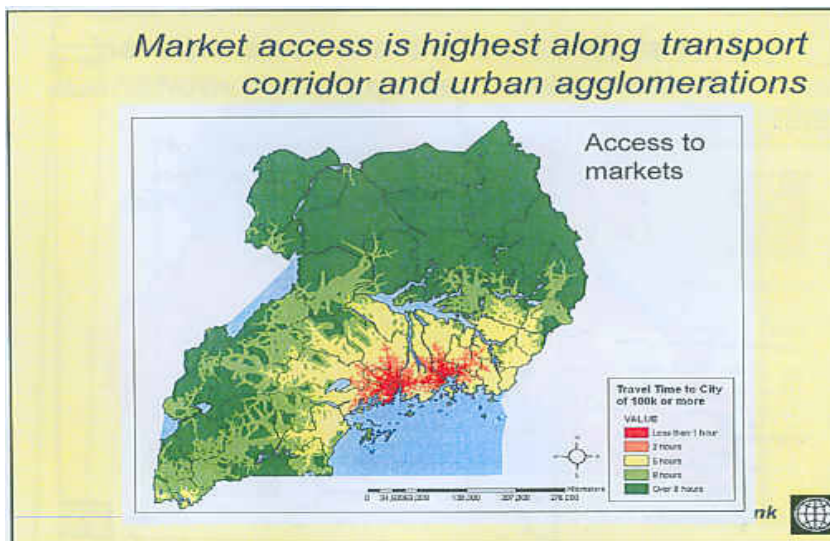 Market access is highest along transport
corridor and urban agglomerations
Access to
markets
Travel Time to City
of 100k or more
VALUE
Less than 1 hour
2 hours
5 hours
8 hours
Over 8 hours
Kilometers
0
nk